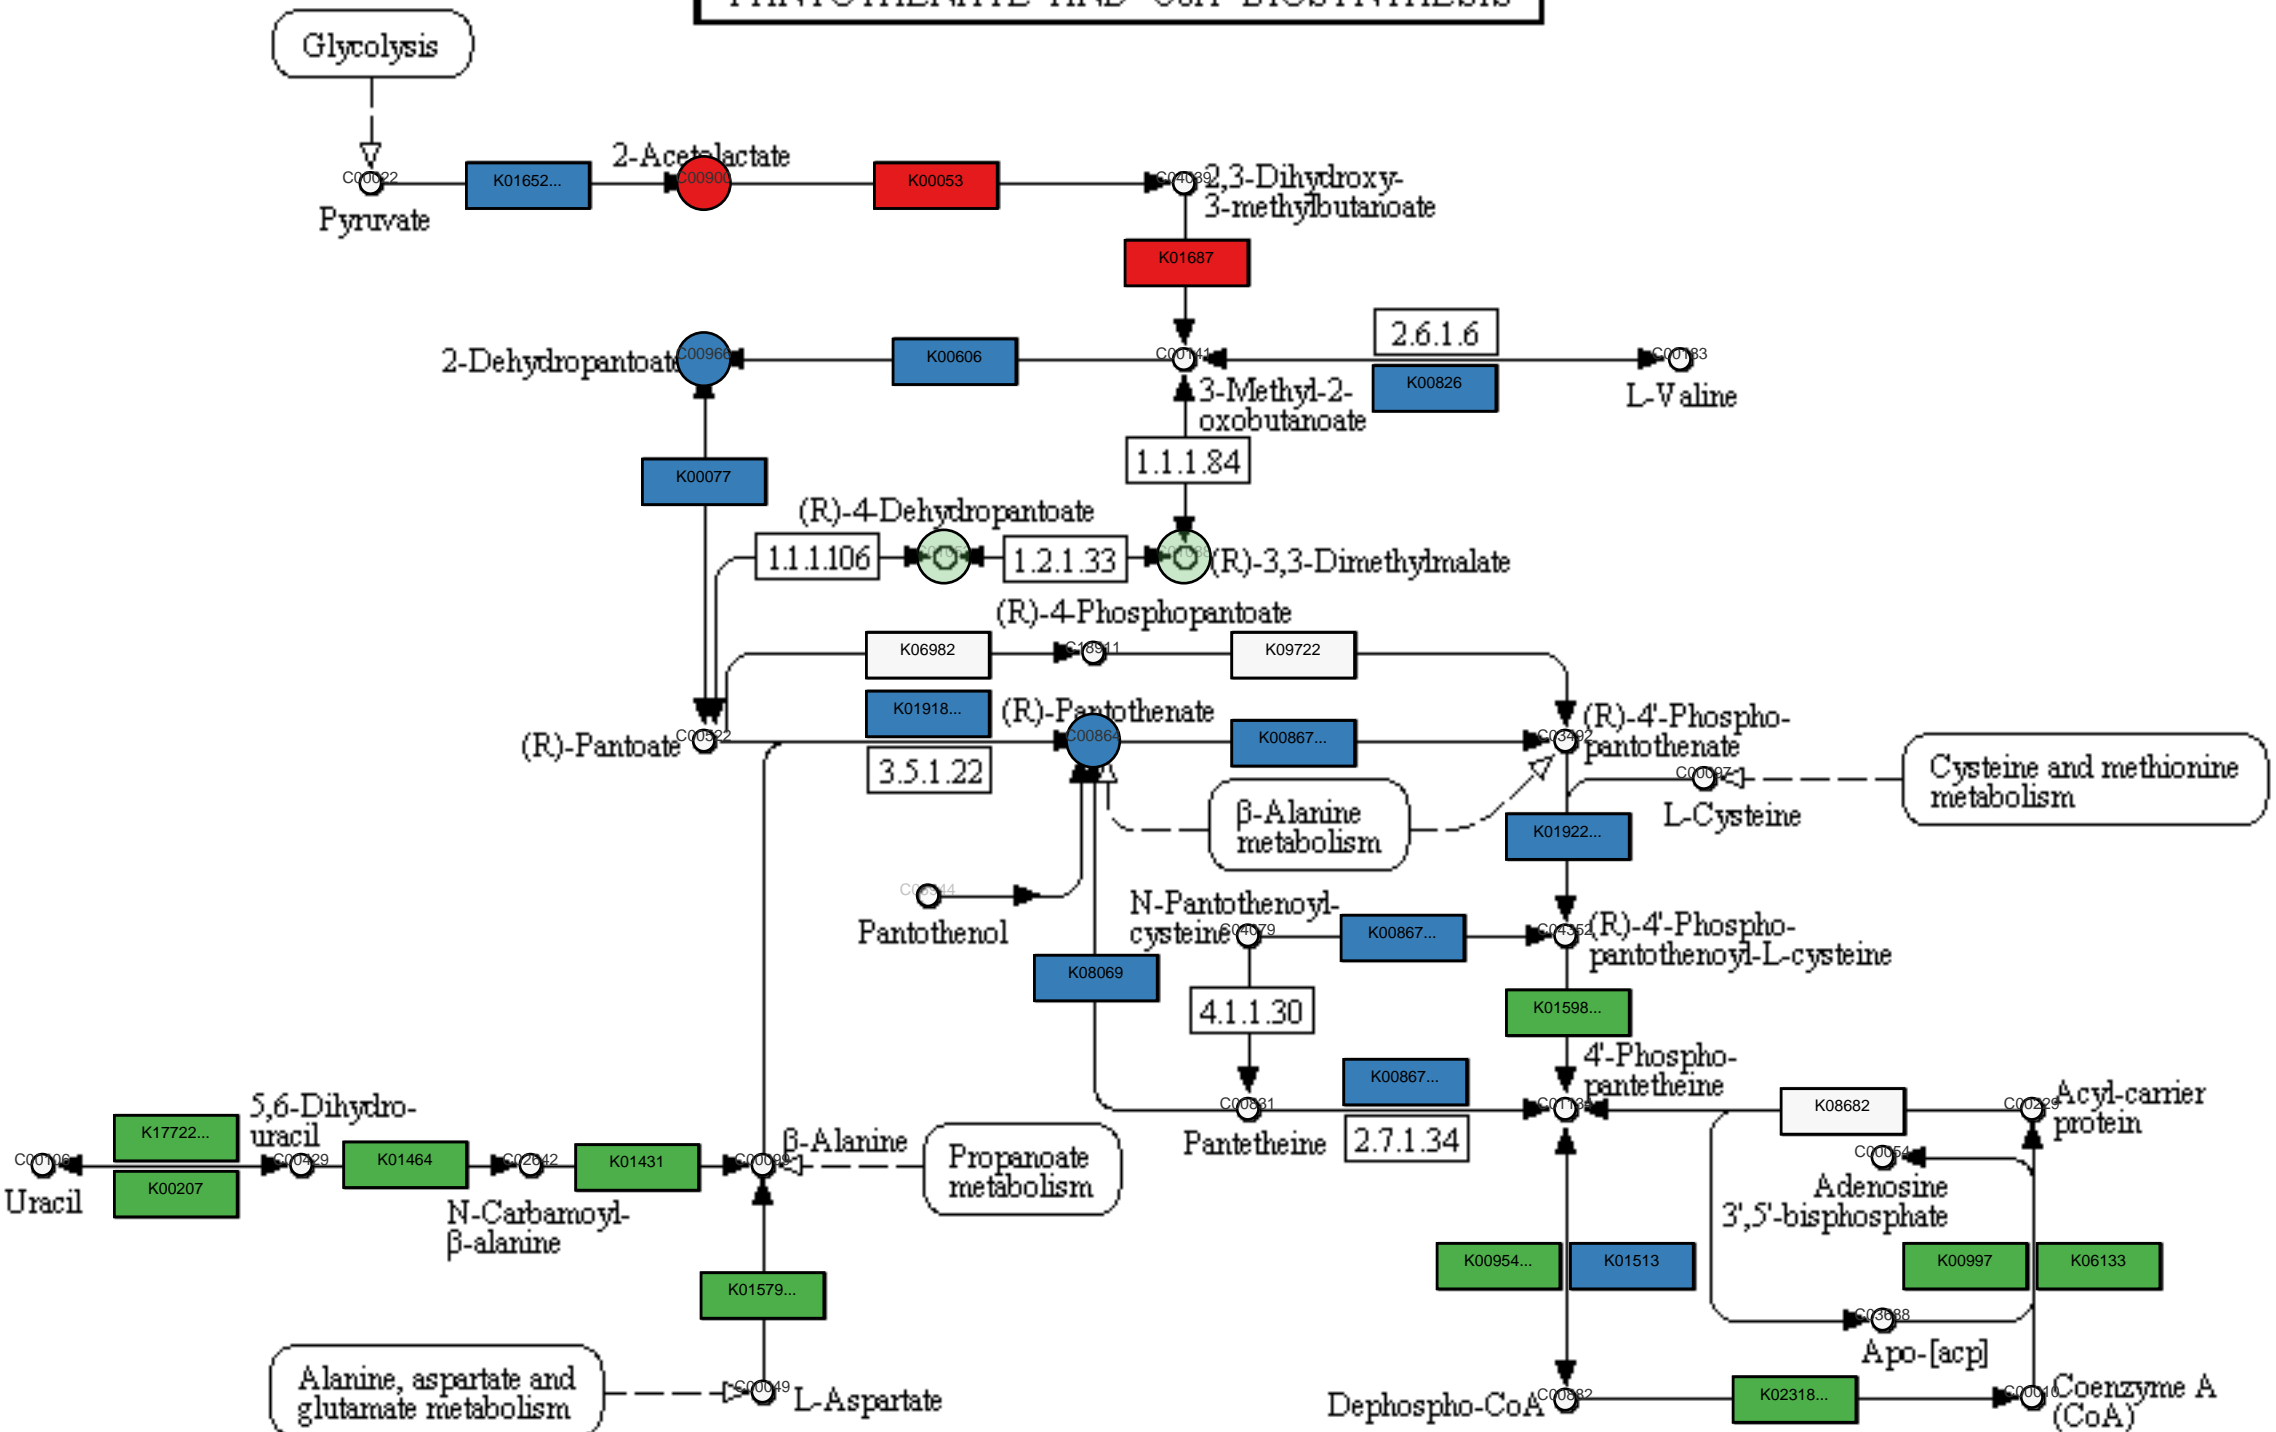 PANTOTHENATE AND CoA BIOSYNTHESIS
Glycolysis
2-Acetolactate
C00022
K01652...
C00900
K00053
C04039
2,3-Dihydroxy-
3-methylbutanoate
Pyruvate
K01687
2.6.1.6
2-Dehydropantoate
C00966
K00606
C00141
C00183
K00826
3-Methyl-2-
oxobutanoate
L-Valine
K00077
1.1.1.84
(R)-4-Dehydropantoate
1.1.1.106
1.2.1.33
(R)-3,3-Dimethylmalate
(R)-4-Phosphopantoate
K06982
C18911
K09722
K01918...
(R)-Pantothenate
(R)-4'-Phospho-
pantothenate
(R)-Pantoate
C00522
C00864
K00867...
C03492
3.5.1.22
C00097
L-Cysteine
Cysteine and methionine
metabolism
β-Alanine
metabolism
K01922...
Pantothenol
N-Pantothenoyl-
cysteine
C04079
K00867...
C04352
(R)-4'-Phospho-
pantothenoyl-L-cysteine
K08069
4.1.1.30
K01598...
4'-Phospho-
pantetheine
K00867...
C00831
Pantetheine
2.7.1.34
K08682
C00229
Acyl-carrier
protein
5,6-Dihydro-
uracil
K17722...
C00106
Uracil
K00207
C00429
K01464
C02642
N-Carbamoyl-
β-alanine
K01431
C00099
β-Alanine
Propanoate
metabolism
C00054
Adenosine
3',5'-bisphosphate
K00954...
K01513
K00997
K06133
K01579...
C03688
Apo-[acp]
Alanine, aspartate and
glutamate metabolism
C00049
L-Aspartate
Dephospho-CoA
C00882
K02318...
C00010
Coenzyme A
(CoA)